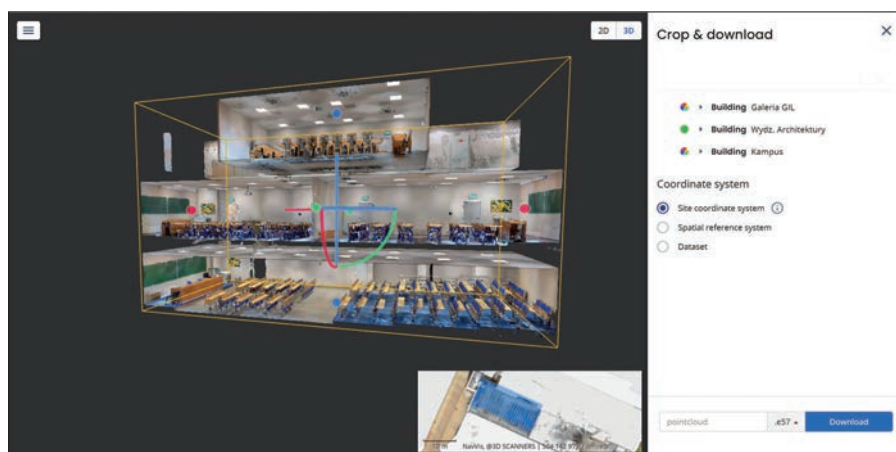 2D 3D
Crop & download
Building Galeria GIL
Building Wydz. Architektury
Building Kampus
Coordinate system
Site coordinate system
Spatial reference system
Dataset
10 m NavVis, @3D SCANNERS |
pointcloud .e57 Download